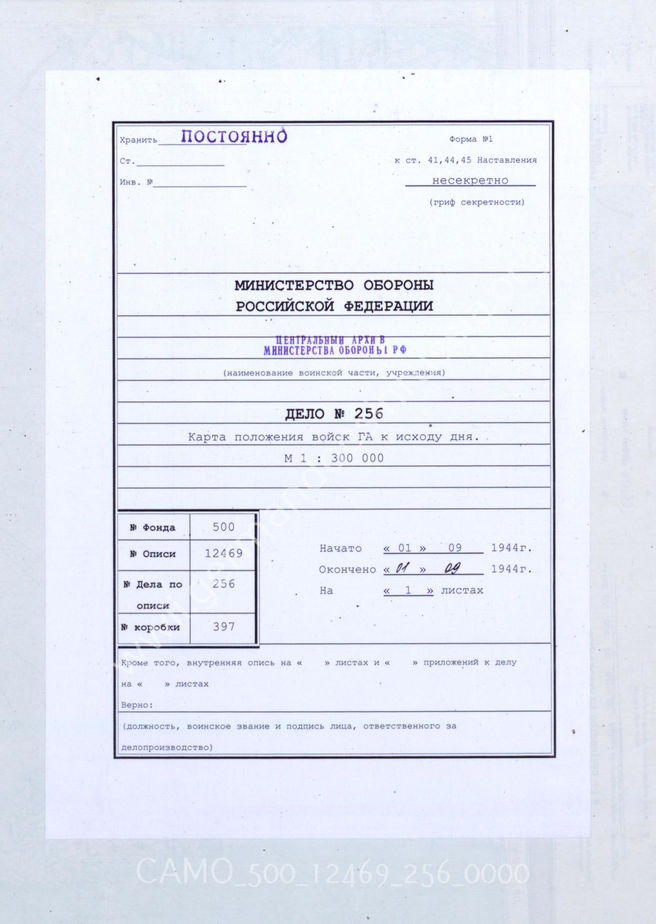 Хранить ПОСТОЯННО
Форма №1
Ст.
к ст. 41,44,45 Наставления
Инв. №
несекретно
(гриф секретности)
МИНИСТЕРСТВО ОБОРОНЫ
РОССИЙСКОЙ ФЕДЕРАЦИИ
ЦЕНТРАЛЬНЫЙ АРХИВ
МИНИСТЕРСТВА ОБОРОНЫ РФ
(наименование воинской части, учреждения)
ДЕЛО № 256
Карта положения войск ГА к исходу дня.
М 1 : 300 000
№ Фонда 500
№ Описи 12469
№ Дела по описи 256
№ коробки 397
Начато « 01 » 09 1944г.
Окончено « 01 » 09 1944г.
На « 1 » листах
Кроме того, внутренняя опись на « » листах и « » приложений к делу
на « » листах
Верно:
(должность, воинское звание и подпись лица, ответственного за
делопроизводство)
CAMO_500_12469_256_0000